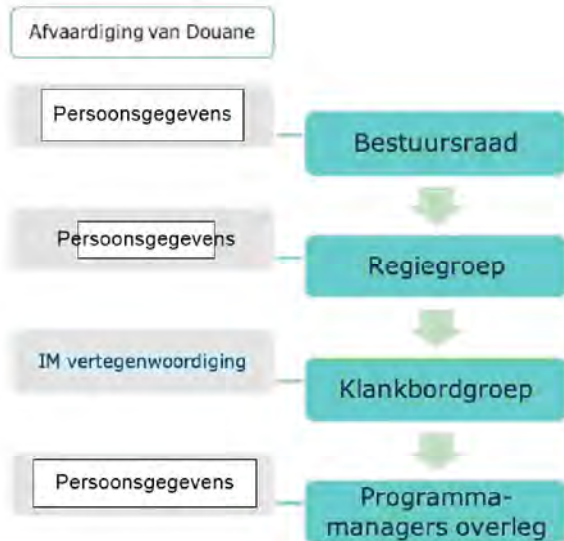 Afvaardiging van Douane
Persoonsgegevens
Bestuursraad
Persoonsgegevens
Regiegroep
IM vertegenwoordiging
Klankbordgroep
Persoonsgegevens
Programma-
managers overleg